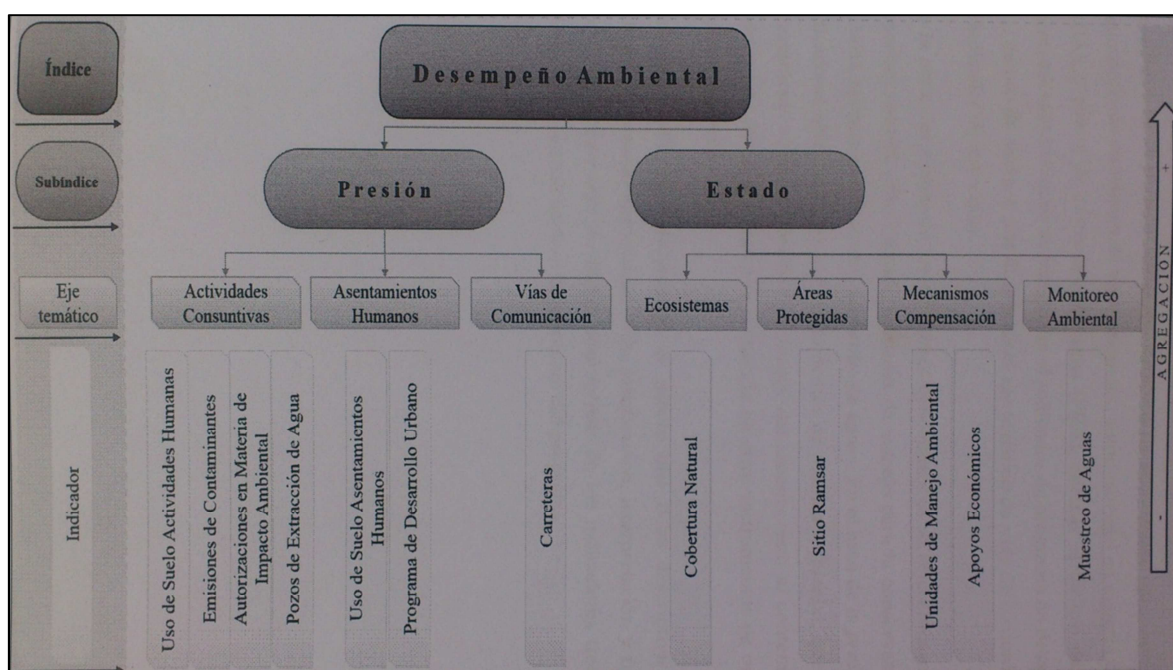 Índice
Desempeño Ambiental
Subíndice
Presión
Estado
Eje
temático
Actividades
Consuntivas
Asentamientos
Humanos
Vías de
Comunicación
Ecosistemas
Áreas
Protegidas
Mecanismos
Compensación
Monitoreo
Ambiental
Indicador
Uso de Suelo Actividades Humanas
Emisiones de Contaminantes
Autorizaciones en Materia de
Impacto Ambiental
Pozos de Extracción de Agua
Uso de Suelo Asentamientos
Humanos
Programa de Desarrollo Urbano
Carreteras
Cobertura Natural
Sitio Ramsar
Unidades de Manejo Ambiental
Apoyos Económicos
Muestreo de Aguas
- AGREGACIÓN +